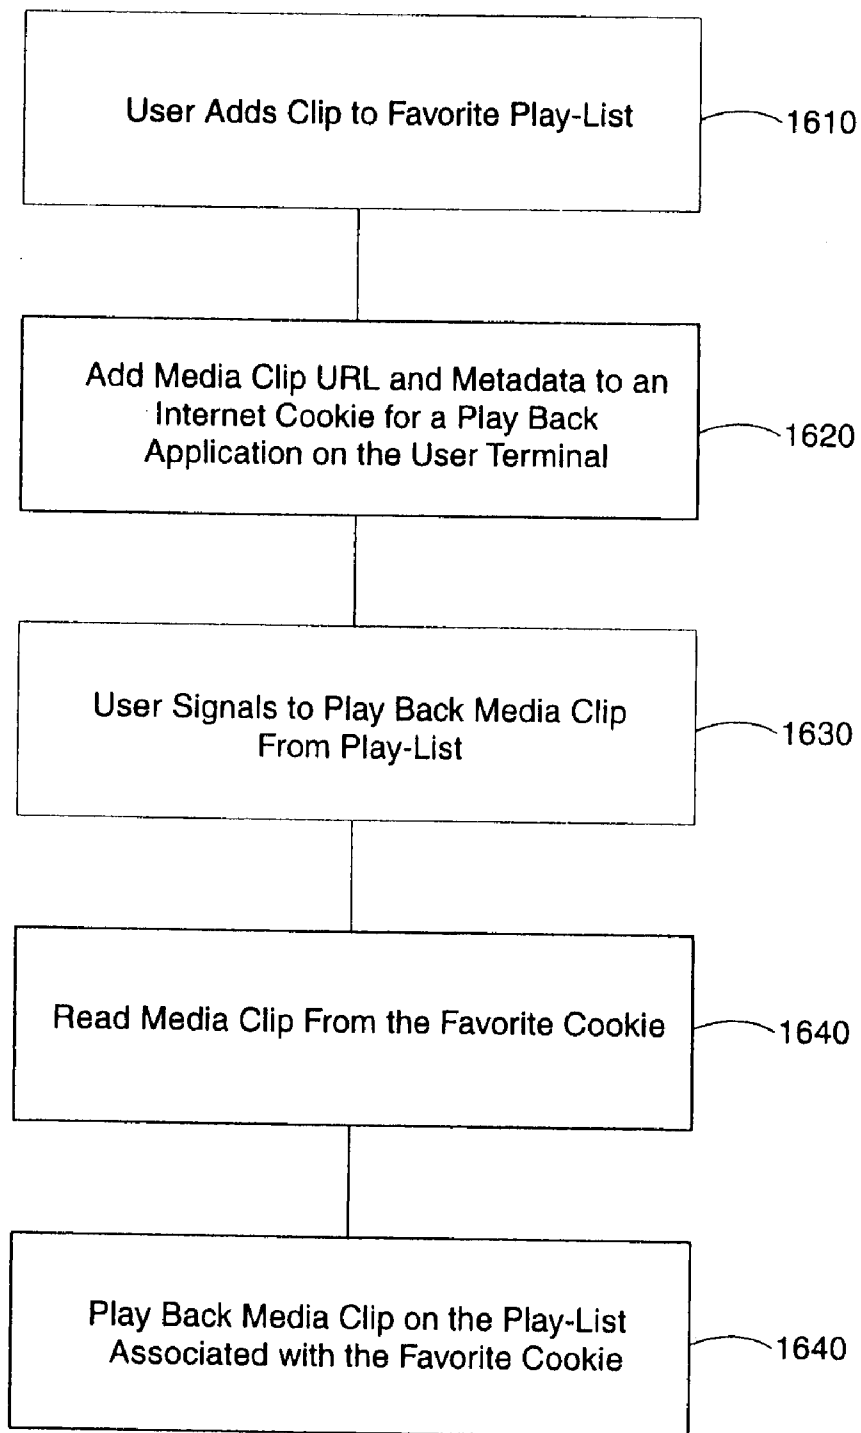 User Adds Clip to Favorite Play-List
1610
Add Media Clip URL and Metadata to an
Internet Cookie for a Play Back
Application on the User Terminal
1620
User Signals to Play Back Media Clip
From Play-List
1630
Read Media Clip From the Favorite Cookie
1640
Play Back Media Clip on the Play-List
Associated with the Favorite Cookie
1640